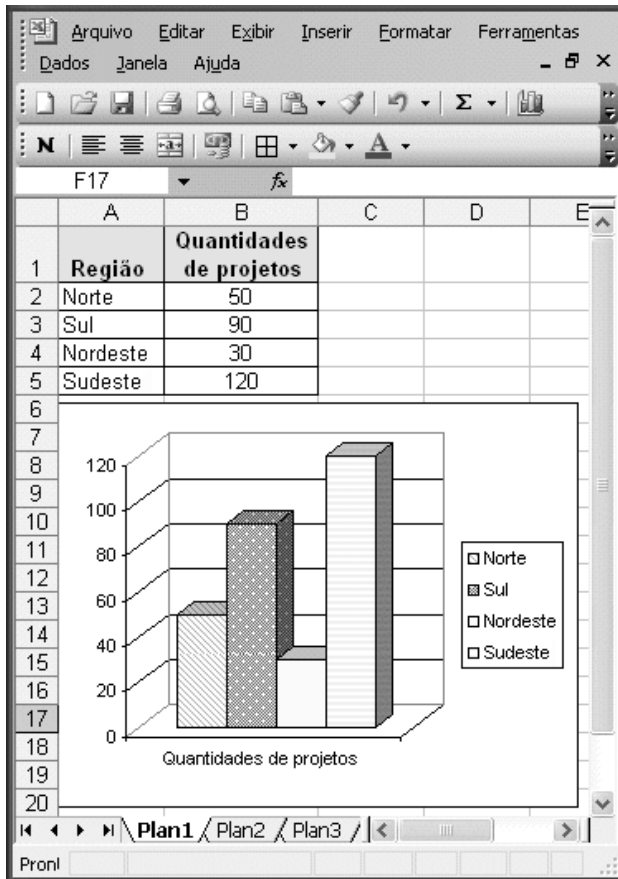 Arquivo Editar Exibir Inserir Formatar Ferramentas
Dados Janela Ajuda
N Σ A
F17 fx
A B C D E
1 Região Quantidades de projetos
2 Norte 50
3 Sul 90
4 Nordeste 30
5 Sudeste 120
6
7
8
9
10
11
12
13
14
15
16
17
18
19
20
120
100
80
60
40
20
0
Quantidades de projetos
Norte
Sul
Nordeste
Sudeste
Plan1 Plan2 Plan3